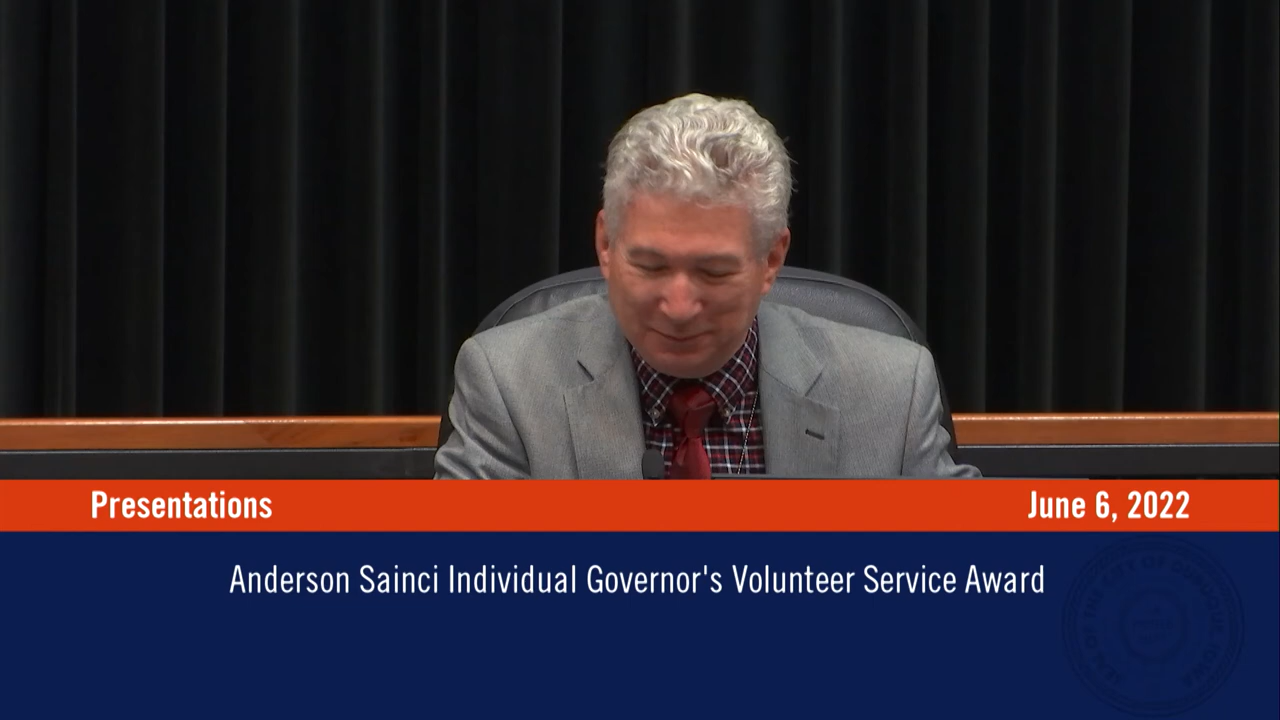 Presentations
June 6, 2022
Anderson Sainci Individual Governor's Volunteer Service Award